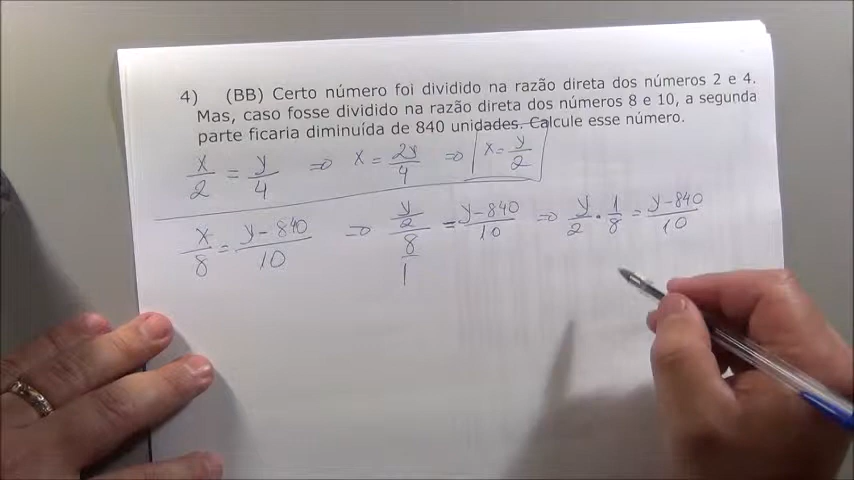 4) (BB) Certo número foi dividido na razão direta dos números 2 e 4.
Mas, caso fosse dividido na razão direta dos números 8 e 10, a segunda
parte ficaria diminuída de 840 unidades. Calcule esse número.
x/2 = y/4 ⇒ x = 2y/4 ⇒ x = y/2
x/8 = y-840/10 ⇒ y/2/8/1 = y-840/10 ⇒ y/2 · 1/8 = y-840/10